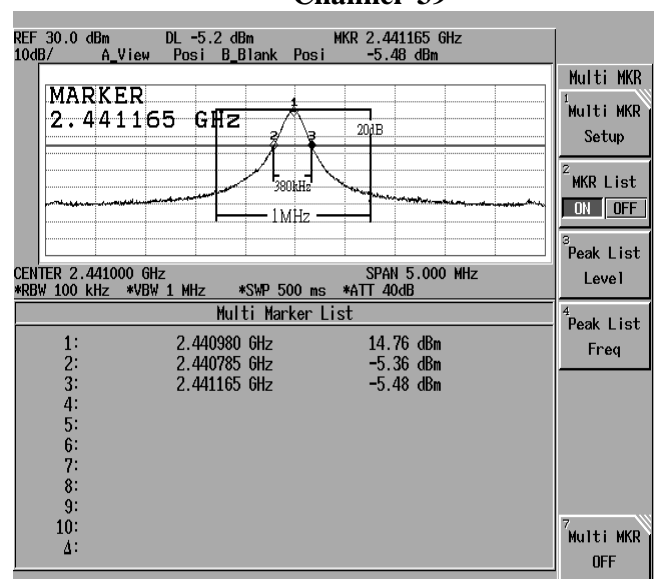 Channel 39
REF 30.0 dBm DL -5.2 dBm MKR 2.441165 GHz
10dB/ A_View Posi B_Blank Posi -5.48 dBm
MARKER
2.441165 GHz
1
2
3
20dB
380kHz
1MHz
CENTER 2.441000 GHz SPAN 5.000 MHz
*RBW 100 kHz *VBW 1 MHz *SWP 500 ms *ATT 40dB
Multi Marker List
1: 2.440980 GHz 14.76 dBm
2: 2.440785 GHz -5.36 dBm
3: 2.441165 GHz -5.48 dBm
4:
5:
6:
7:
8:
9:
10:
Δ:
Multi MKR
1
Multi MKR
Setup
2
MKR List
ON OFF
3
Peak List
Level
4
Peak List
Freq
7
Multi MKR
OFF